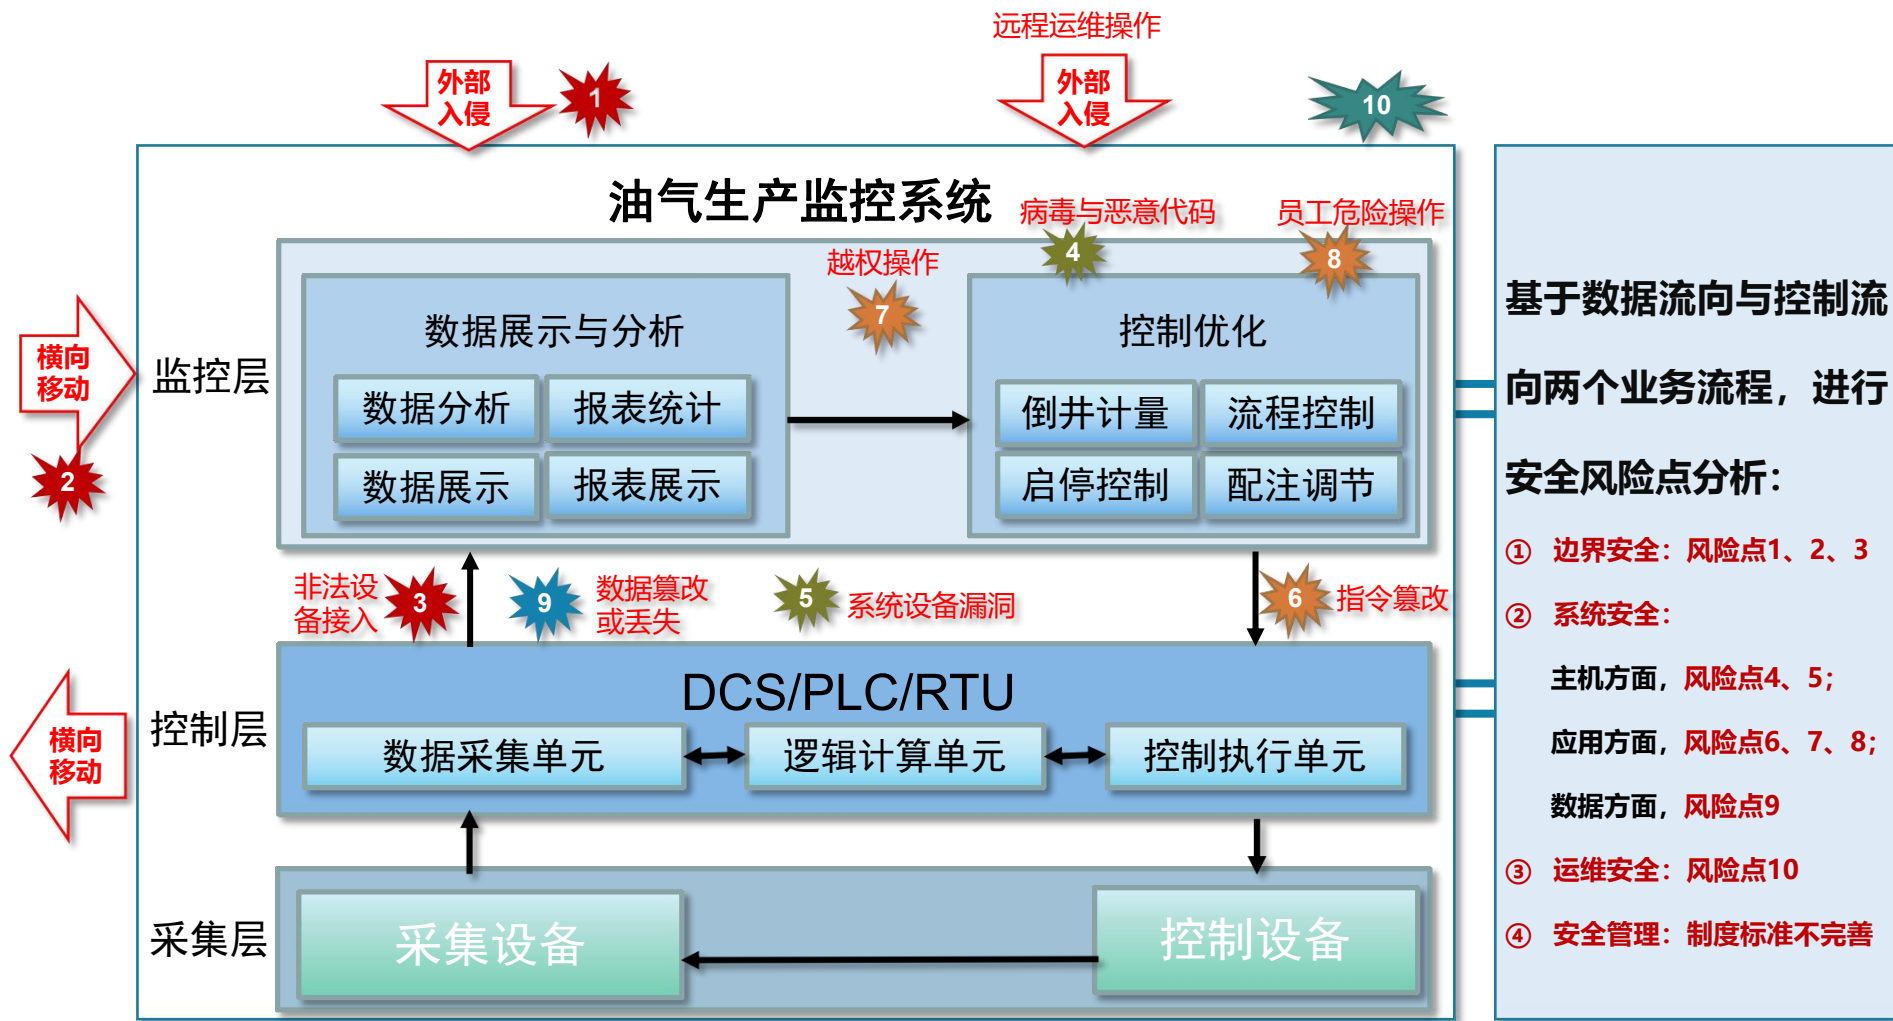 远程运维操作
外部
入侵
1
外部
入侵
10
油气生产监控系统
病毒与恶意代码
员工危险操作
4
8
越权操作
7
数据展示与分析
控制优化
横向
移动
2
监控层
数据分析
报表统计
数据展示
报表展示
倒井计量
流程控制
启停控制
配注调节
非法设
备接入
3
9
数据篡改
或丢失
5
系统设备漏洞
6
指令篡改
DCS/PLC/RTU
控制层
数据采集单元
逻辑计算单元
控制执行单元
横向
移动
采集层
采集设备
控制设备
基于数据流向与控制流
向两个业务流程，进行
安全风险点分析：
① 边界安全：风险点1、2、3
② 系统安全：
主机方面，风险点4、5；
应用方面，风险点6、7、8；
数据方面，风险点9
③ 运维安全：风险点10
④ 安全管理：制度标准不完善